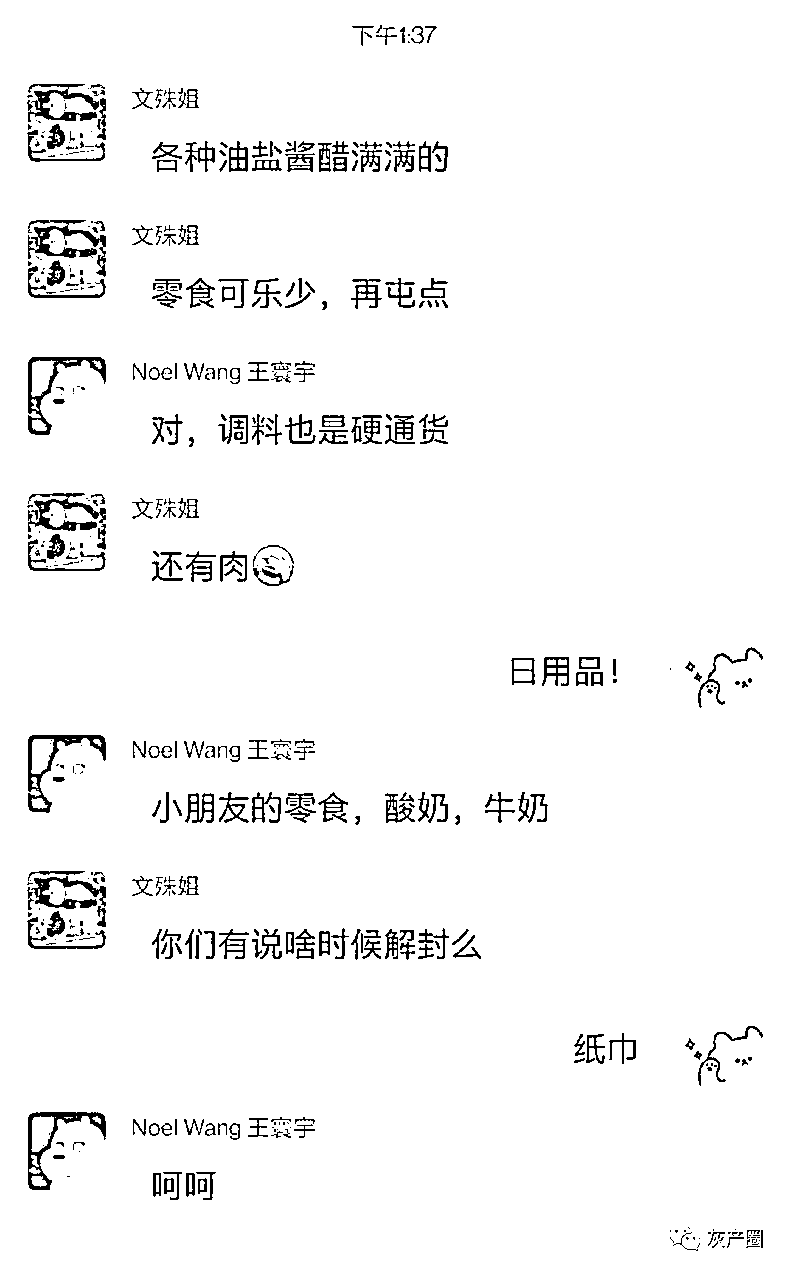 下午1:37
文殊姐
各种油盐酱醋满满的
文殊姐
零食可乐少，再屯点
Noel Wang 王寰宇
对，调料也是硬通货
文殊姐
还有肉
日用品！
Noel Wang 王寰宇
小朋友的零食，酸奶，牛奶
文殊姐
你们有说啥时候解封么
纸巾
Noel Wang 王寰宇
呵呵
灰产圈